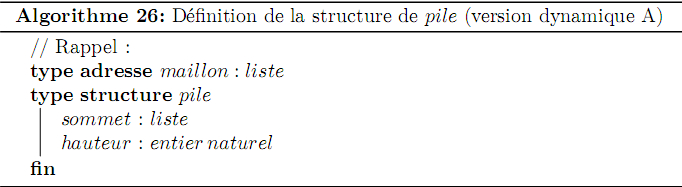 Algorithme 26: Définition de la structure de pile (version dynamique A)
// Rappel :
type adresse maillon : liste
type structure pile
sommet : liste
hauteur : entier naturel
fin